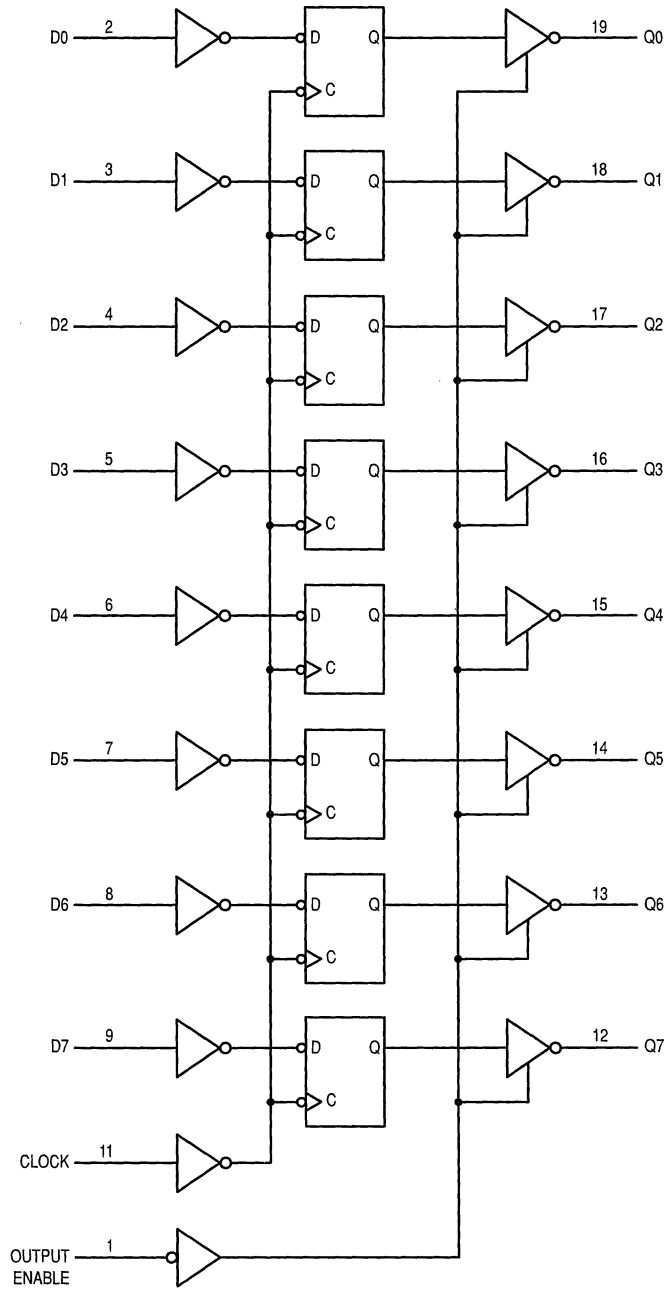 D0 2 D Q 19 Q0
C
D1 3 D Q 18 Q1
C
D2 4 D Q 17 Q2
C
D3 5 D Q 16 Q3
C
D4 6 D Q 15 Q4
C
D5 7 D Q 14 Q5
C
D6 8 D Q 13 Q6
C
D7 9 D Q 12 Q7
C
CLOCK 11
OUTPUT 1
ENABLE